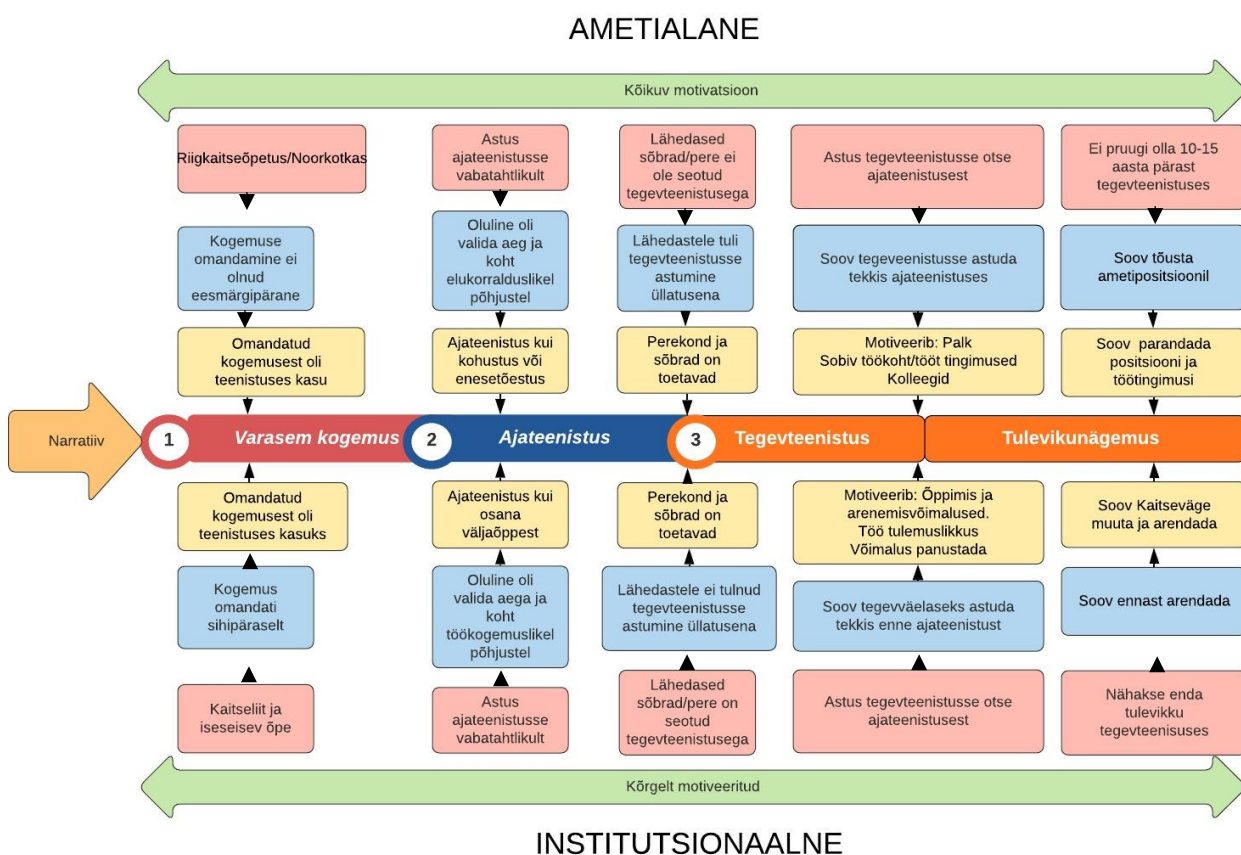 AMETIALANE
Kõikuv motivatsioon
Riigkaitseõpetus/Noorkotkas
Kogemuse
omandamine ei
olnud
eesmärgipärane
Omandatud
kogemusest oli
teenistuses kasu
Astus
ajateenistusse
vabatahtlikult
Oluline oli
valida aeg ja
koht
elukorralduslikel
põhjustel
Ajateenistus kui
kohustus või
enesetõestus
Lähedased
sõbrad/pere ei
ole seotud
tegevteenistusega
Lähedastele tuli
tegevteenistusse
astumine
üllatusena
Perekond ja
sõbrad on
toetavad
Astus tegevteenistusse otse
ajateenistusest
Soov tegeveenistusse astuda
tekkis ajateenistuses
Motiveerib: Palk
Sobiv töökoht/tööt tingimused
Kolleegid
Ei pruugi olla 10-15
aasta pärast
tegevteenistuses
Soov tõusta
ametipositsioonil
Soov parandada
positsiooni ja
töötingimusi
Narratiiv
1
Varasem kogemus
2
Ajateenistus
3
Tegevteenistus
Tulevikunägemus
Omandatud
kogemusest oli
teenistuses kasuks
Kogemus
omandati
sihipäraselt
Kaitseliit ja
iseseisev õpe
Ajateenistus kui
osana
väljaõppest
Oluline oli
valida aega ja
koht
töökogemuslikel
põhjustel
Astus
ajateenistusse
vabatahtlikult
Perekond ja
sõbrad on
toetavad
Lähedastele ei tulnud
tegevteenistusse
astumine üllatusena
Lähedased
sõbrad/pere on
seotud
tegevteenistusega
Motiveerib: Õppimis ja
arenemisvõimalused.
Töö tulemuslikkus
Võimalus panustada
Soov tegevväelaseks astuda
tekkis enne ajateenistust
Astus tegevteenistusse otse
ajateenistusest
Soov Kaitseväge
muuta ja arendada
Soov ennast arendada
Nähakse enda
tulevikku
tegevteenisuses
Kõrgelt motiveeritud
INSTITUTSIONAALNE